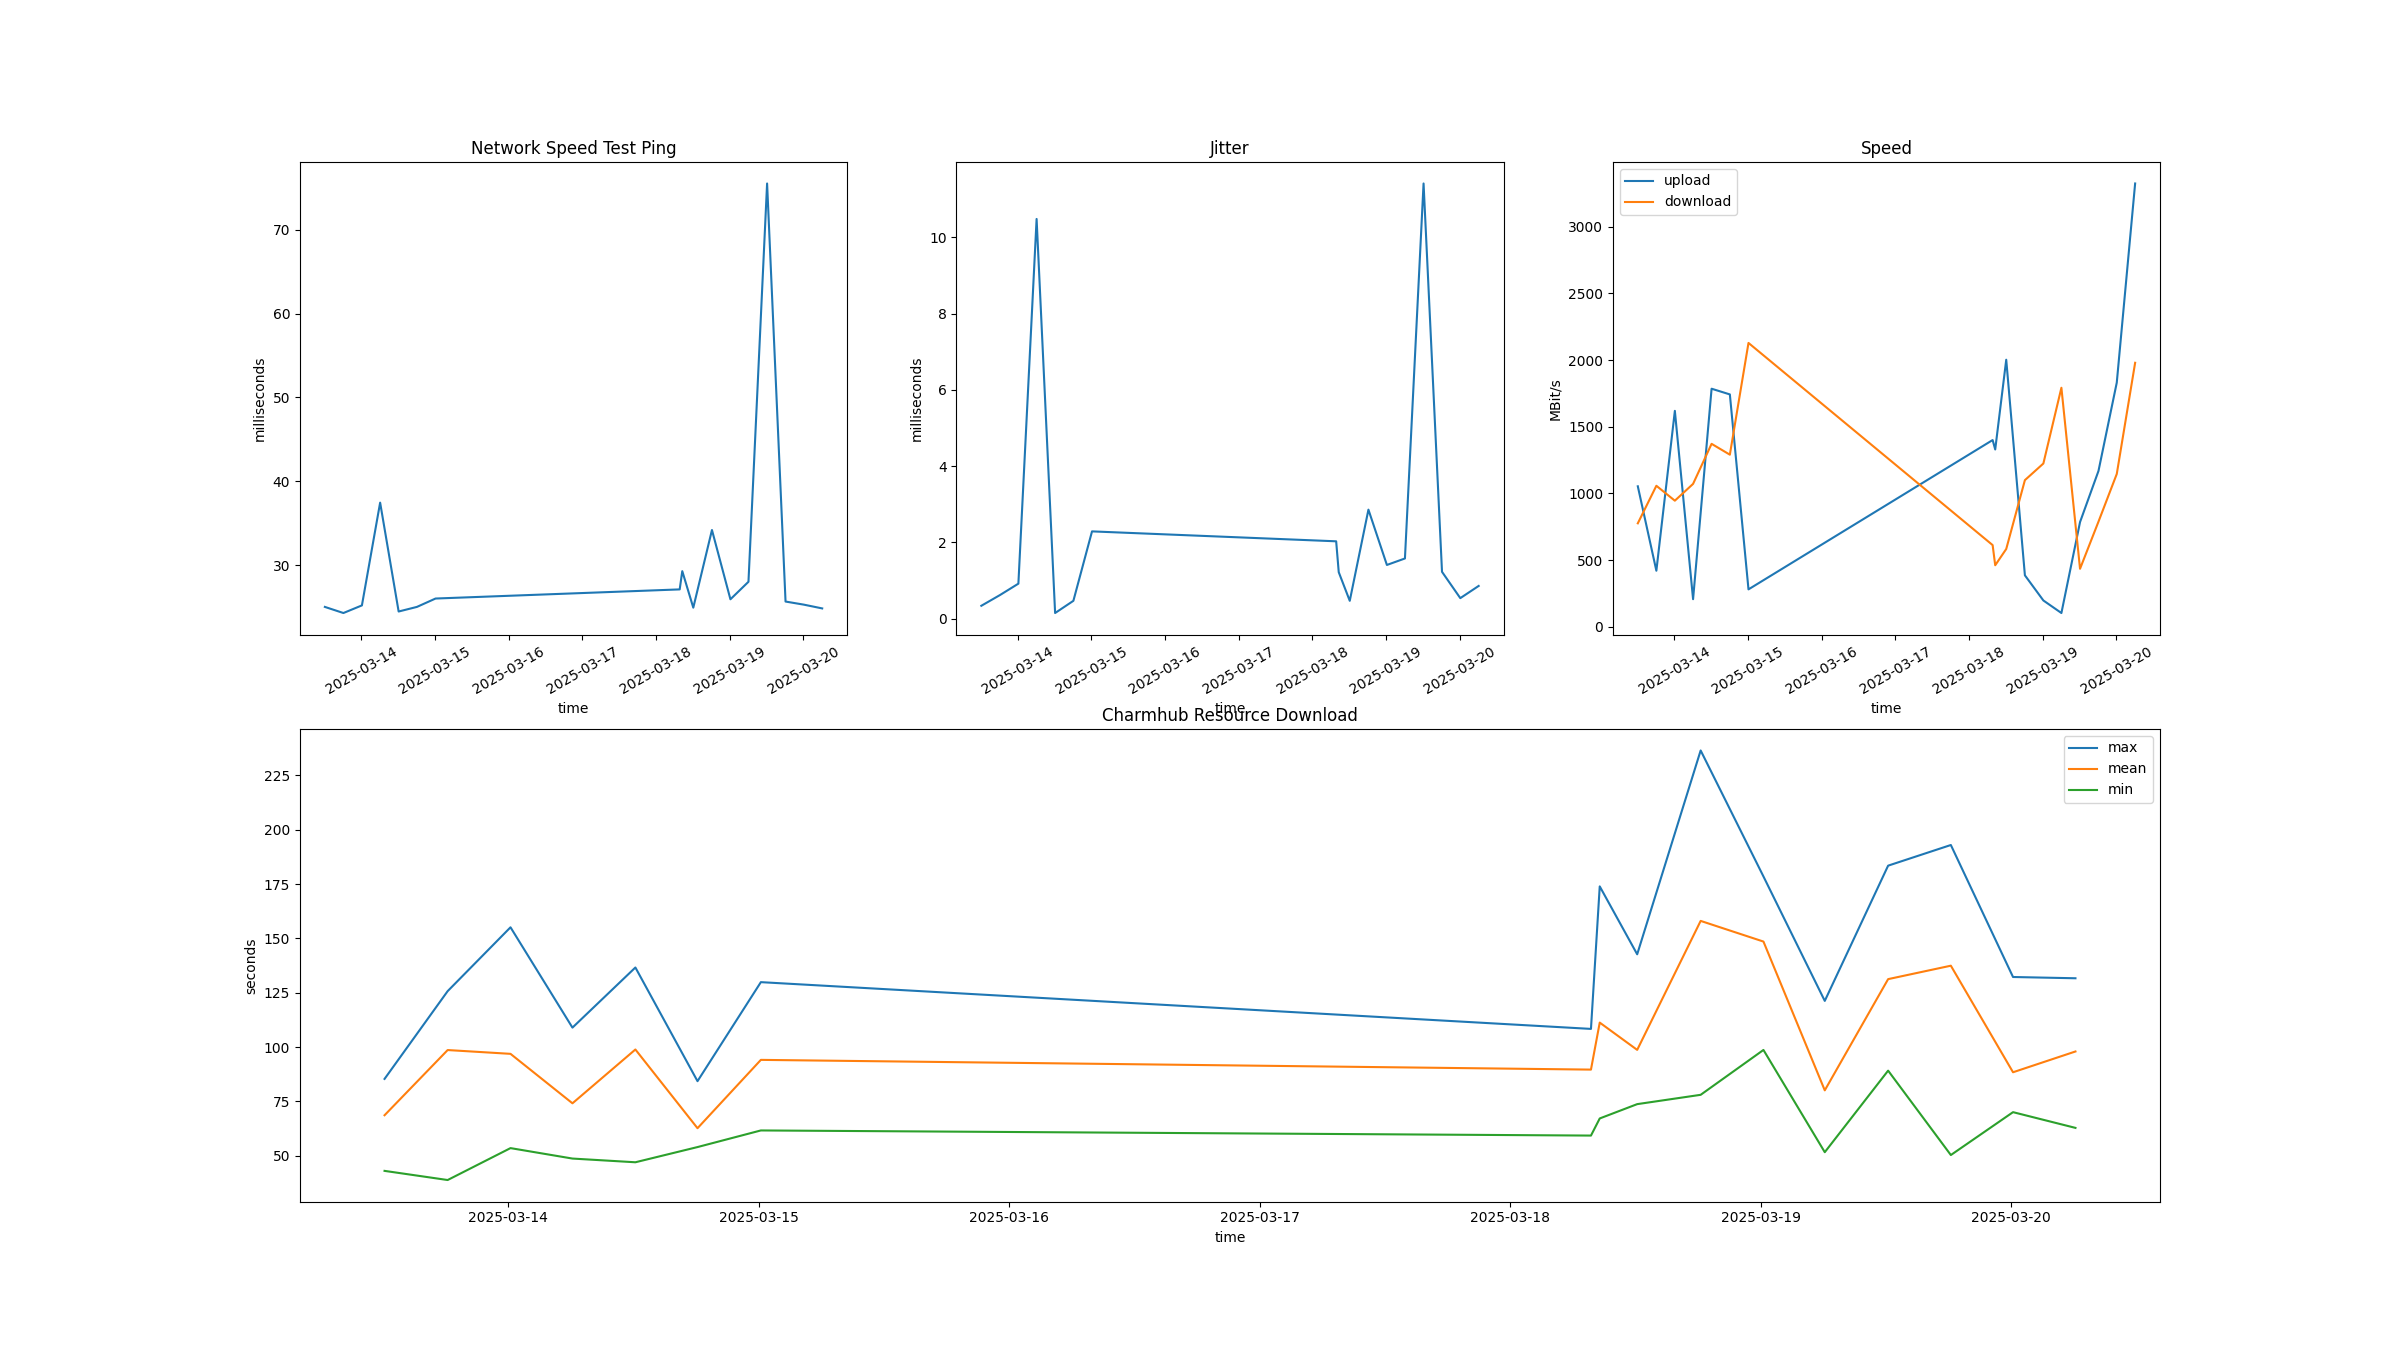 Network Speed Test Ping
milliseconds
70
60
50
40
30
2025-03-14 2025-03-15 2025-03-16 2025-03-17 2025-03-18 2025-03-19 2025-03-20
time
Jitter
milliseconds
10
8
6
4
2
0
2025-03-14 2025-03-15 2025-03-16 2025-03-17 2025-03-18 2025-03-19 2025-03-20
time
Speed
upload
download
MBit/s
3000
2500
2000
1500
1000
500
0
2025-03-14 2025-03-15 2025-03-16 2025-03-17 2025-03-18 2025-03-19 2025-03-20
time
Charmhub Resource Download
max
mean
min
seconds
225
200
175
150
125
100
75
50
2025-03-14 2025-03-15 2025-03-16 2025-03-17 2025-03-18 2025-03-19 2025-03-20
time